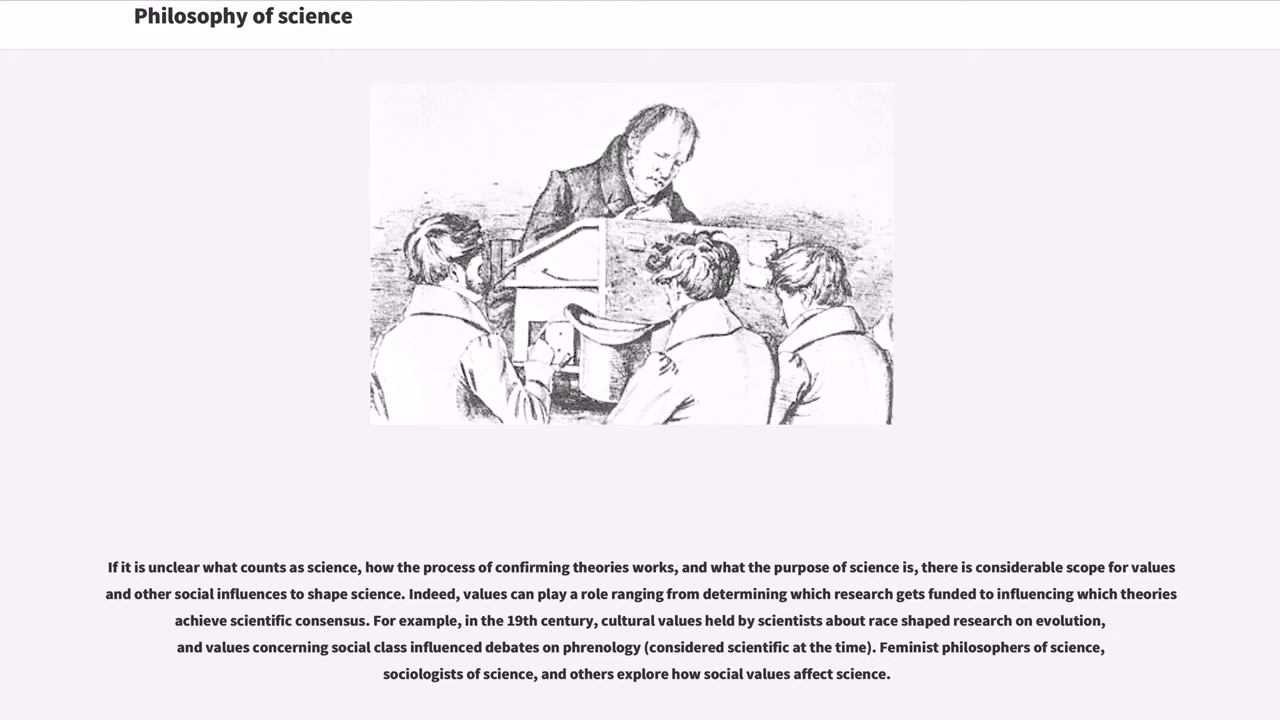 Philosophy of science
If it is unclear what counts as science, how the process of confirming theories works, and what the purpose of science is, there is considerable scope for values
and other social influences to shape science. Indeed, values can play a role ranging from determining which research gets funded to influencing which theories
achieve scientific consensus. For example, in the 19th century, cultural values held by scientists about race shaped research on evolution,
and values concerning social class influenced debates on phrenology (considered scientific at the time). Feminist philosophers of science,
sociologists of science, and others explore how social values affect science.